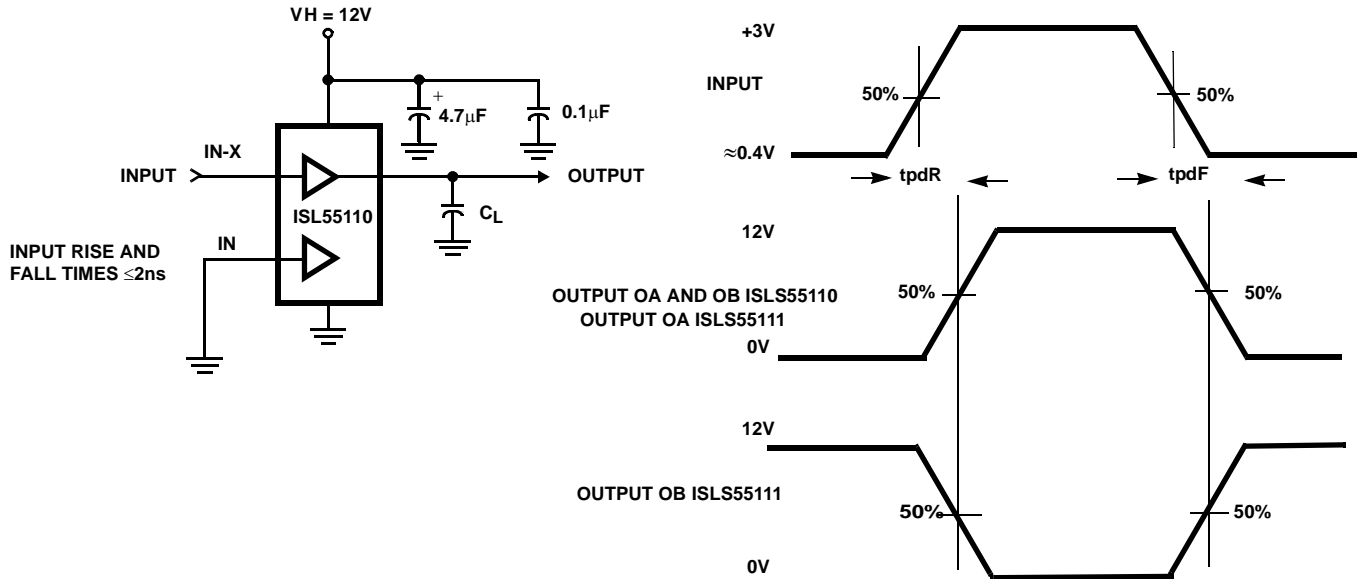 VH = 12V
+
4.7µF
0.1µF
IN-X
INPUT
OUTPUT
ISL55110
CL
IN
INPUT RISE AND
FALL TIMES ≤2ns
+3V
INPUT
50%
50%
≈0.4V
tpdR
tpdF
12V
50%
50%
OUTPUT OA AND OB ISLS55110
OUTPUT OA ISLS55111
0V
12V
OUTPUT OB ISLS55111
50%
50%
0V